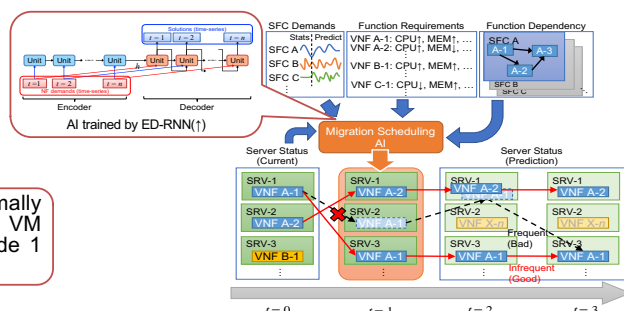 Solutions (time-series)
t=1 t=2 t=n
Unit Unit Unit Unit Unit Unit
h
t=1 t=2 t=n
NF demands (time-series)
Encoder Decoder
AI trained by ED-RNN(↑)
SFC Demands
Stats Predict
SFC A
SFC B
SFC C
Function Requirements
VNF A-1: CPU↑, MEM↑, ...
VNF A-2: CPU↑, MEM↓, ...
VNF B-1: CPU↑, MEM↑, ...
VNF C-1: CPU↓, MEM↑, ...
Function Dependency
SFC A
A-1 A-3
A-2
SFC B
SFC C
Migration Scheduling
AI
Server Status
(Current)
Server Status
(Prediction)
SRV-1
VNF A-1
SRV-2
VNF A-2
SRV-3
VNF B-1
SRV-1
VNF A-2
SRV-2
VNF A-1
SRV-3
VNF A-1
SRV-1
VNF A-2
SRV-2
VNF X-n
SRV-3
VNF A-1
SRV-1
VNF A-2
SRV-2
VNF X-n
SRV-3
VNF A-1
Frequent
(Bad)
Infrequent
(Good)
t=0 t=1 t=2 t=3
mally
VM
de 1